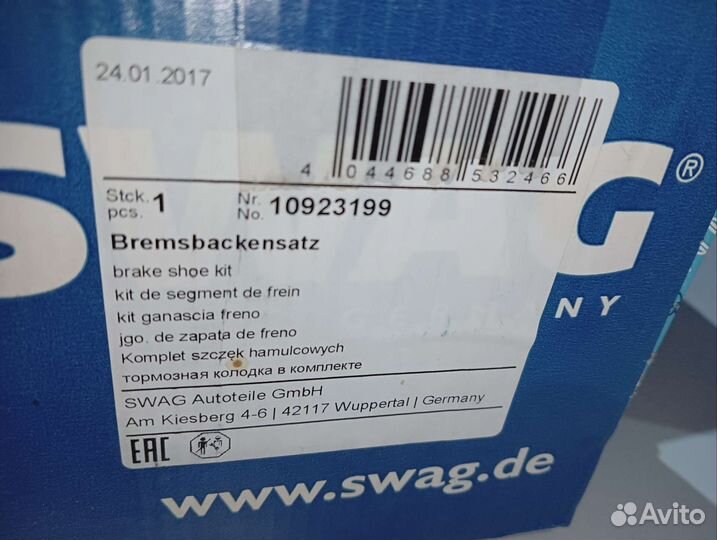 SWAG®
GERMANY
24.01.2017
4 044688 532466
Stck. 1
pcs.
Nr. 10923199
No.
Bremsbackensatz
brake shoe kit
kit de segment de frein
kit ganascia freno
jgo. de zapata de freno
Komplet szczęk hamulcowych
тормозная колодка в комплекте
SWAG Autoteile GmbH
Am Kiesberg 4-6 | 42117 Wuppertal | Germany
EAC
www.swag.de
Avito